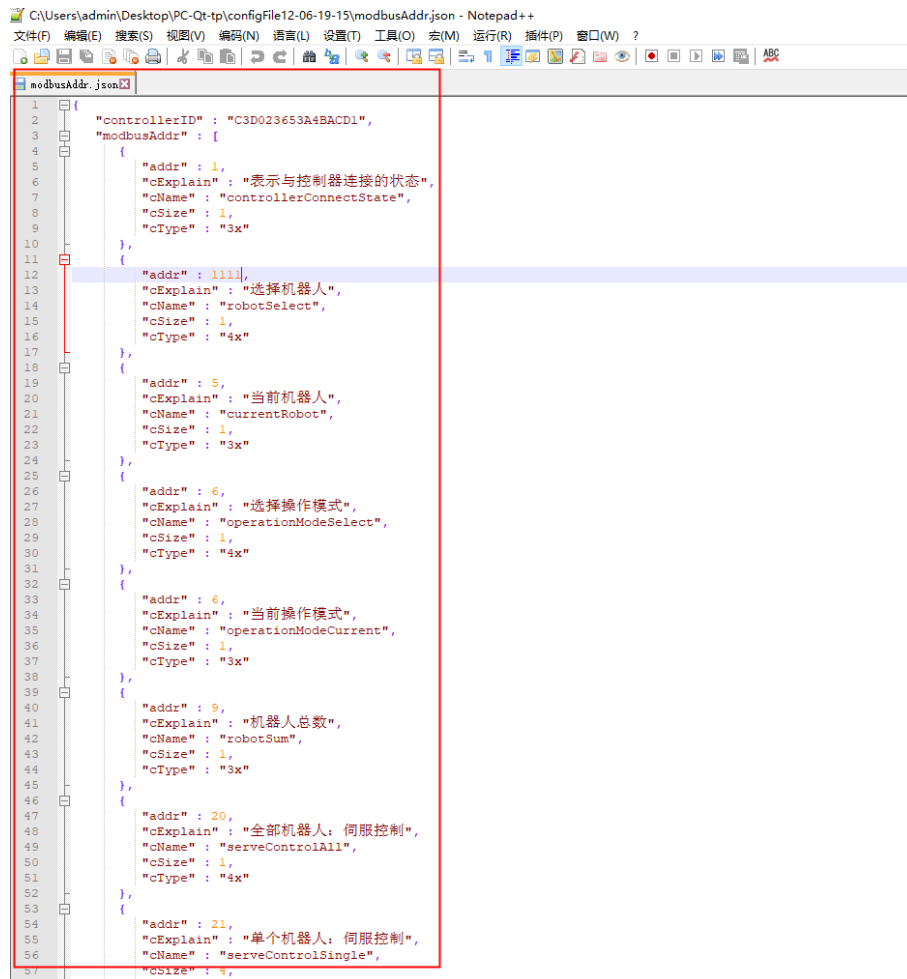 C:\Users\admin\Desktop\PC-Qt-tp\configFile12-06-19-15\modbusAddr.json - Notepad++
文件(F) 编辑(E) 搜索(S) 视图(V) 编码(N) 语言(L) 设置(T) 工具(O) 宏(M) 运行(R) 插件(P) 窗口(W) ?
modbusAddr.json
1 {
2 "controllerID" : "C3D023653A4BACD1",
3 "modbusAddr" : [
4 {
5 "addr" : 1,
6 "cExplain" : "表示与控制器连接的状态",
7 "cName" : "controllerConnectState",
8 "cSize" : 1,
9 "cType" : "3x"
10 },
11 {
12 "addr" : 1111,
13 "cExplain" : "选择机器人",
14 "cName" : "robotSelect",
15 "cSize" : 1,
16 "cType" : "4x"
17 },
18 {
19 "addr" : 5,
20 "cExplain" : "当前机器人",
21 "cName" : "currentRobot",
22 "cSize" : 1,
23 "cType" : "3x"
24 },
25 {
26 "addr" : 6,
27 "cExplain" : "选择操作模式",
28 "cName" : "operationModeSelect",
29 "cSize" : 1,
30 "cType" : "4x"
31 },
32 {
33 "addr" : 6,
34 "cExplain" : "当前操作模式",
35 "cName" : "operationModeCurrent",
36 "cSize" : 1,
37 "cType" : "3x"
38 },
39 {
40 "addr" : 9,
41 "cExplain" : "机器人总数",
42 "cName" : "robotSum",
43 "cSize" : 1,
44 "cType" : "3x"
45 },
46 {
47 "addr" : 20,
48 "cExplain" : "全部机器人：伺服控制",
49 "cName" : "serveControlAll",
50 "cSize" : 1,
51 "cType" : "4x"
52 },
53 {
54 "addr" : 21,
55 "cExplain" : "单个机器人：伺服控制",
56 "cName" : "serveControlSingle",
57 "cSize" : 4,